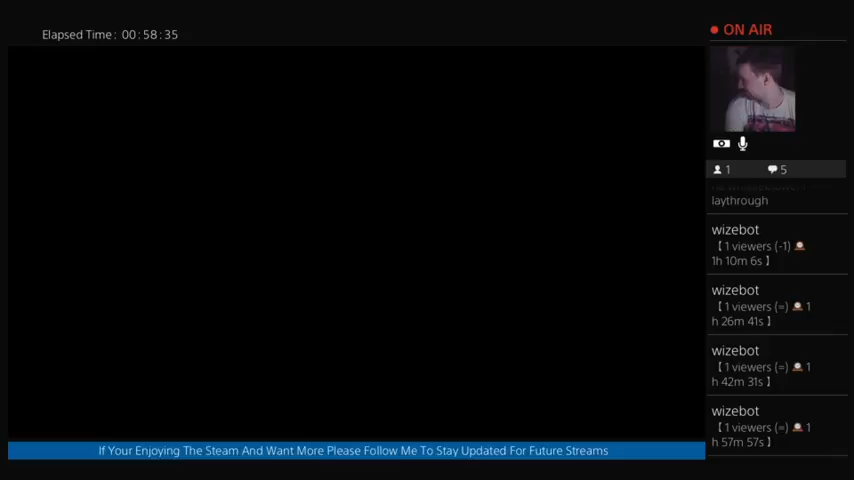 Elapsed Time: 00:58:35
ON AIR
1 5
laythrough
wizebot
【1 viewers (-1)
1h 10m 6s】
wizebot
【1 viewers (=) 1
h 26m 41s】
wizebot
【1 viewers (=) 1
h 42m 31s】
wizebot
【1 viewers (=) 1
h 57m 57s】
If Your Enjoying The Steam And Want More Please Follow Me To Stay Updated For Future Streams